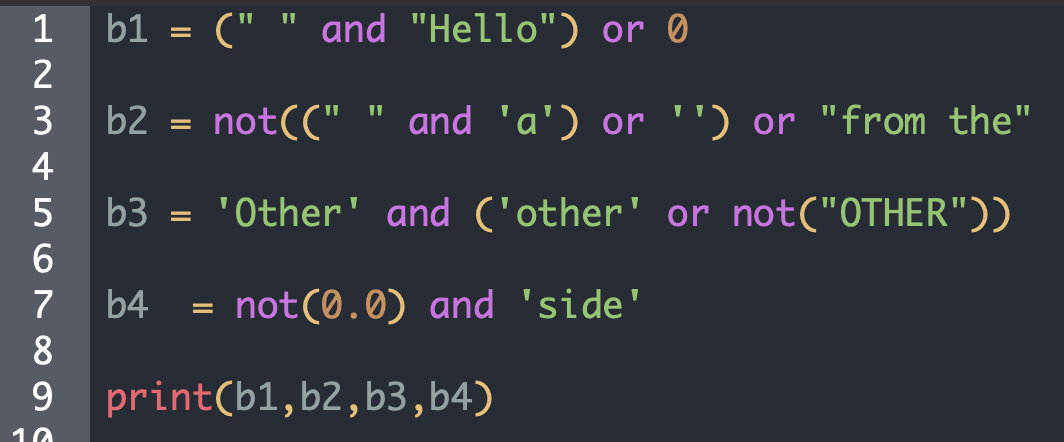 1 b1 = (" " and "Hello") or 0
2
3 b2 = not((" " and 'a') or '') or "from the"
4
5 b3 = 'Other' and ('other' or not("OTHER"))
6
7 b4  = not(0.0) and 'side'
8
9 print(b1,b2,b3,b4)
10